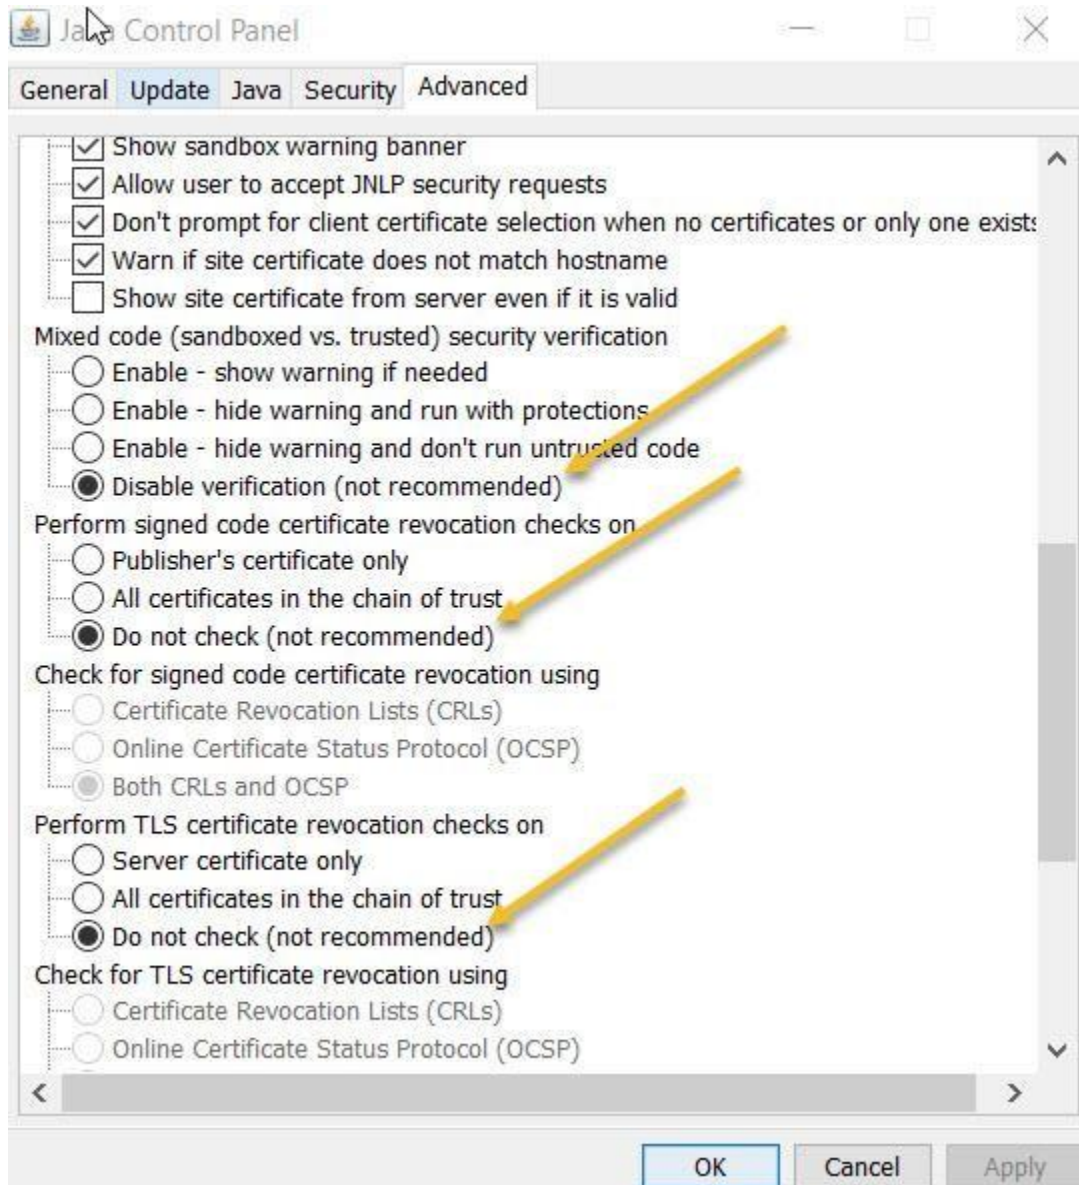 Java Control Panel
General Update Java Security Advanced
Show sandbox warning banner
Allow user to accept JNLP security requests
Don't prompt for client certificate selection when no certificates or only one exists
Warn if site certificate does not match hostname
Show site certificate from server even if it is valid
Mixed code (sandboxed vs. trusted) security verification
Enable - show warning if needed
Enable - hide warning and run with protections
Enable - hide warning and don't run untrusted code
Disable verification (not recommended)
Perform signed code certificate revocation checks on
Publisher's certificate only
All certificates in the chain of trust
Do not check (not recommended)
Check for signed code certificate revocation using
Certificate Revocation Lists (CRLs)
Online Certificate Status Protocol (OCSP)
Both CRLs and OCSP
Perform TLS certificate revocation checks on
Server certificate only
All certificates in the chain of trust
Do not check (not recommended)
Check for TLS certificate revocation using
Certificate Revocation Lists (CRLs)
Online Certificate Status Protocol (OCSP)
OK Cancel Apply